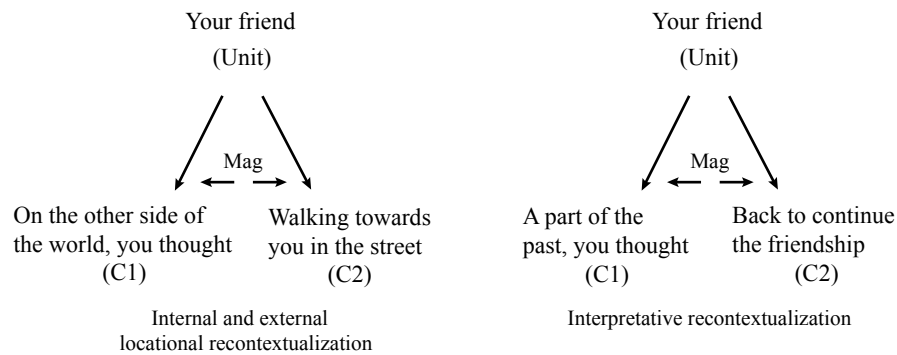 Your friend
(Unit)
Mag
On the other side of
the world, you thought
(C1)
Walking towards
you in the street
(C2)
Internal and external
locational recontextualization
Your friend
(Unit)
Mag
A part of the
past, you thought
(C1)
Back to continue
the friendship
(C2)
Interpretative recontextualization